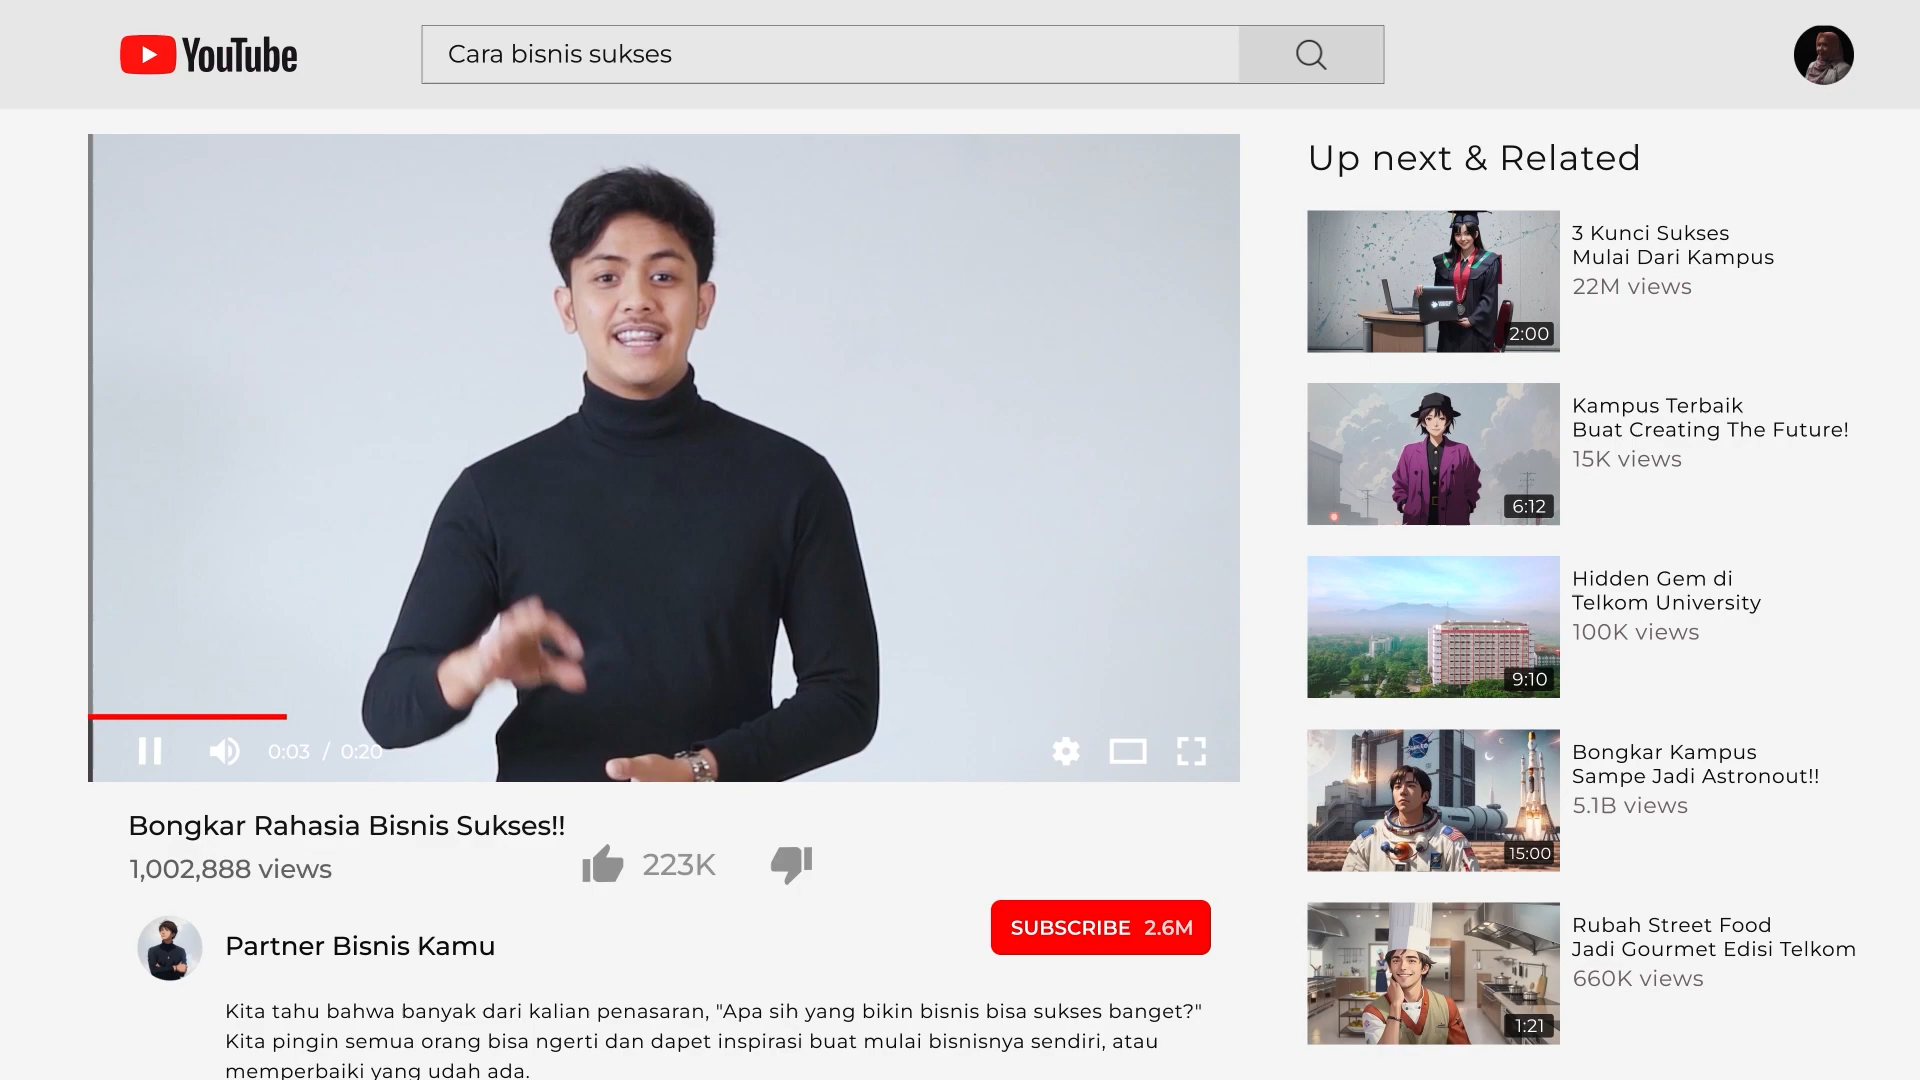 YouTube
Cara bisnis sukses
0:03 / 0:20
Bongkar Rahasia Bisnis Sukses!!
1,002,888 views
223K
Partner Bisnis Kamu
SUBSCRIBE 2.6M
Kita tahu bahwa banyak dari kalian penasaran, "Apa sih yang bikin bisnis bisa sukses banget?"
Kita pingin semua orang bisa ngerti dan dapet inspirasi buat mulai bisnisnya sendiri, atau
memperbaiki yang udah ada.
Up next & Related
2:00
3 Kunci Sukses
Mulai Dari Kampus
22M views
6:12
Kampus Terbaik
Buat Creating The Future!
15K views
9:10
Hidden Gem di
Telkom University
100K views
15:00
Bongkar Kampus
Sampe Jadi Astronout!!
5.1B views
1:21
Rubah Street Food
Jadi Gourmet Edisi Telkom
660K views